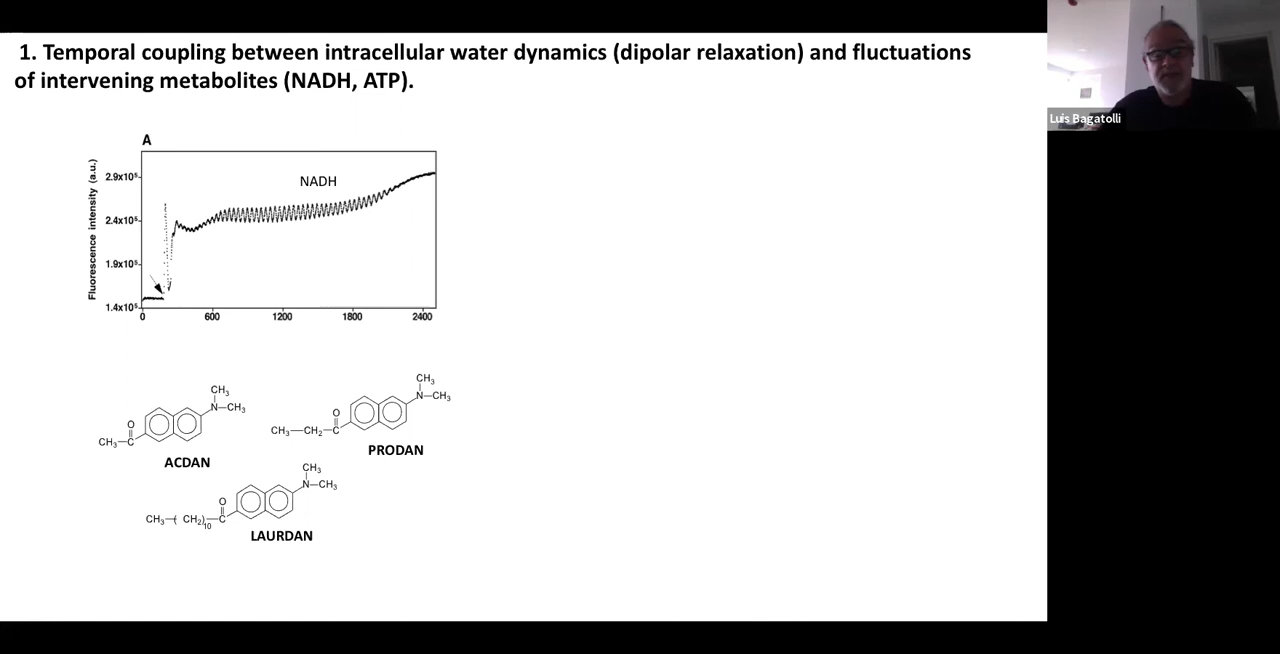 1. Temporal coupling between intracellular water dynamics (dipolar relaxation) and fluctuations
of intervening metabolites (NADH, ATP).
Luis Bagatolli
A
Fluorescence intensity (a.u.)
2.9x10⁵
2.4x10⁵
1.9x10⁵
1.4x10⁵
NADH
0 600 1200 1800 2400
CH₃
N—CH₃
O
CH₃—C
ACDAN
CH₃
N—CH₃
O
CH₃—CH₂—C
PRODAN
CH₃
N—CH₃
O
CH₃—( CH₂)₁₀—C
LAURDAN